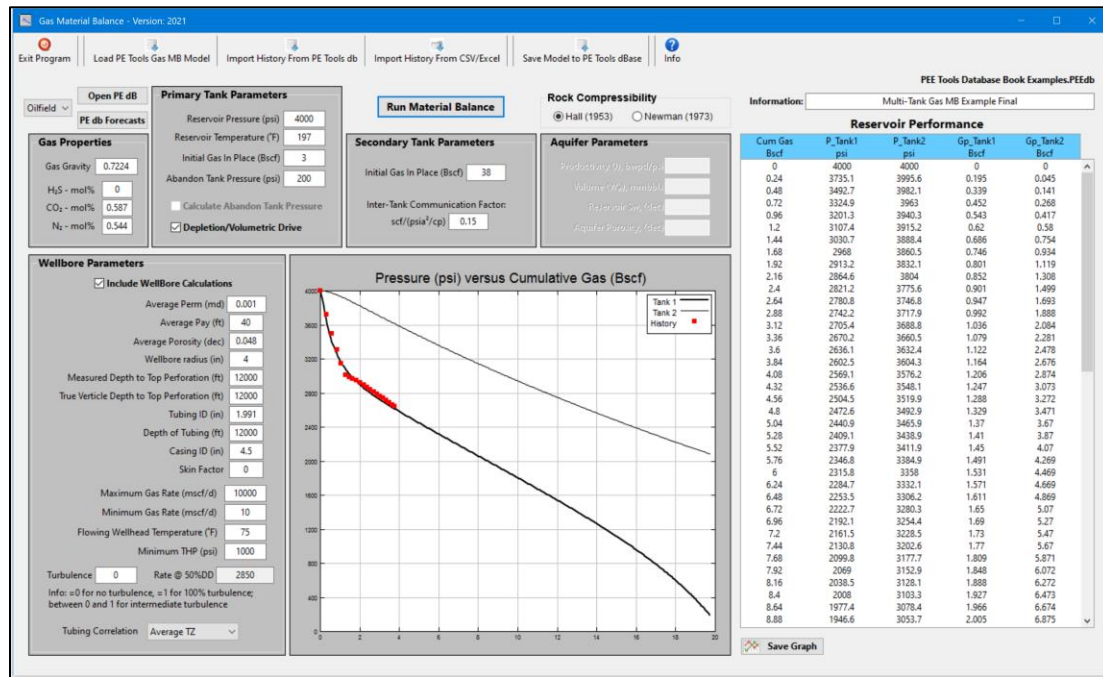 Gas Material Balance - Version: 2021
Exit Program
Load PE Tools Gas MB Model
Import History From PE Tools db
Import History From CSV/Excel
Save Model to PE Tools dBase
Info
PEE Tools Database Book Examples.PEEdb
Oilfield
Open PE dB
PE db Forecasts
Gas Properties
Gas Gravity 0.7224
H₂S - mol% 0
CO₂ - mol% 0.587
N₂ - mol% 0.544
Primary Tank Parameters
Reservoir Pressure (psi) 4000
Reservoir Temperature (°F) 197
Initial Gas In Place (Bscf) 3
Abandon Tank Pressure (psi) 200
Calculate Abandon Tank Pressure
Depletion/Volumetric Drive
Run Material Balance
Secondary Tank Parameters
Initial Gas In Place (Bscf) 38
Inter-Tank Communication Factor:
scf/(psia²/cp) 0.15
Rock Compressibility
Hall (1953) Newman (1973)
Aquifer Parameters
Aquifer Porosity, (dec)
Wellbore Parameters
Include WellBore Calculations
Average Perm (md) 0.001
Average Pay (ft) 40
Average Porosity (dec) 0.048
Wellbore radius (in) 4
Measured Depth to Top Perforation (ft) 12000
True Verticle Depth to Top Perforation (ft) 12000
Tubing ID (in) 1.991
Depth of Tubing (ft) 12000
Casing ID (in) 4.5
Skin Factor 0
Maximum Gas Rate (mscf/d) 10000
Minimum Gas Rate (mscf/d) 10
Flowing Wellhead Temperature (°F) 75
Minimum THP (psi) 1000
Turbulence 0 Rate @ 50%DD 2850
Info: =0 for no turbulence, =1 for 100% turbulence;
between 0 and 1 for intermediate turbulence
Tubing Correlation Average TZ
Pressure (psi) versus Cumulative Gas (Bscf)
Tank 1
Tank 2
History
4000
3600
3200
2800
2400
2000
1600
1200
800
400
0
0 2 4 6 8 10 12 14 16 18 20
Information: Multi-Tank Gas MB Example Final
Reservoir Performance
Cum Gas P_Tank1 P_Tank2 Gp_Tank1 Gp_Tank2
Bscf psi psi Bscf Bscf
0 4000 4000 0 0
0.24 3735.1 3995.6 0.195 0.045
0.48 3492.7 3982.1 0.339 0.141
0.72 3324.9 3963 0.452 0.268
0.96 3201.3 3940.3 0.543 0.417
1.2 3107.4 3915.2 0.62 0.58
1.44 3030.7 3888.4 0.686 0.754
1.68 2968 3860.5 0.746 0.934
1.92 2913.2 3832.1 0.801 1.119
2.16 2864.6 3804 0.852 1.308
2.4 2821.2 3775.6 0.901 1.499
2.64 2780.8 3746.8 0.947 1.693
2.88 2742.2 3717.9 0.992 1.888
3.12 2705.4 3688.8 1.036 2.084
3.36 2670.2 3660.5 1.079 2.281
3.6 2636.1 3632.4 1.122 2.478
3.84 2602.5 3604.3 1.164 2.676
4.08 2569.1 3576.2 1.206 2.874
4.32 2536.6 3548.1 1.247 3.073
4.56 2504.5 3519.9 1.288 3.272
4.8 2472.6 3492.9 1.329 3.471
5.04 2440.9 3465.9 1.37 3.67
5.28 2409.1 3438.9 1.41 3.87
5.52 2377.9 3411.9 1.45 4.07
5.76 2346.8 3384.9 1.491 4.269
6 2315.8 3358 1.531 4.469
6.24 2284.7 3332.1 1.571 4.669
6.48 2253.5 3306.2 1.611 4.869
6.72 2222.7 3280.3 1.65 5.07
6.96 2192.1 3254.4 1.69 5.27
7.2 2161.5 3228.5 1.73 5.47
7.44 2130.8 3202.6 1.77 5.67
7.68 2099.8 3177.7 1.809 5.871
7.92 2069 3152.9 1.848 6.072
8.16 2038.5 3128.1 1.888 6.272
8.4 2008 3103.3 1.927 6.473
8.64 1977.4 3078.4 1.966 6.674
8.88 1946.6 3053.7 2.005 6.875
Save Graph